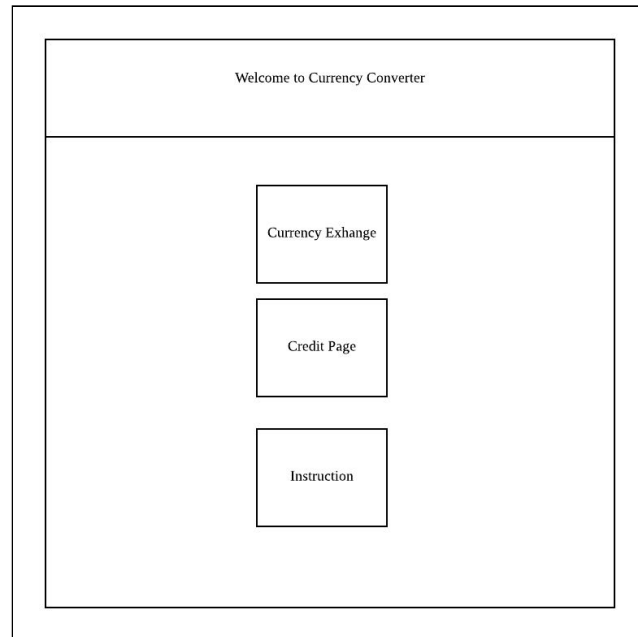 Welcome to Currency Converter
Currency Exhange
Credit Page
Instruction